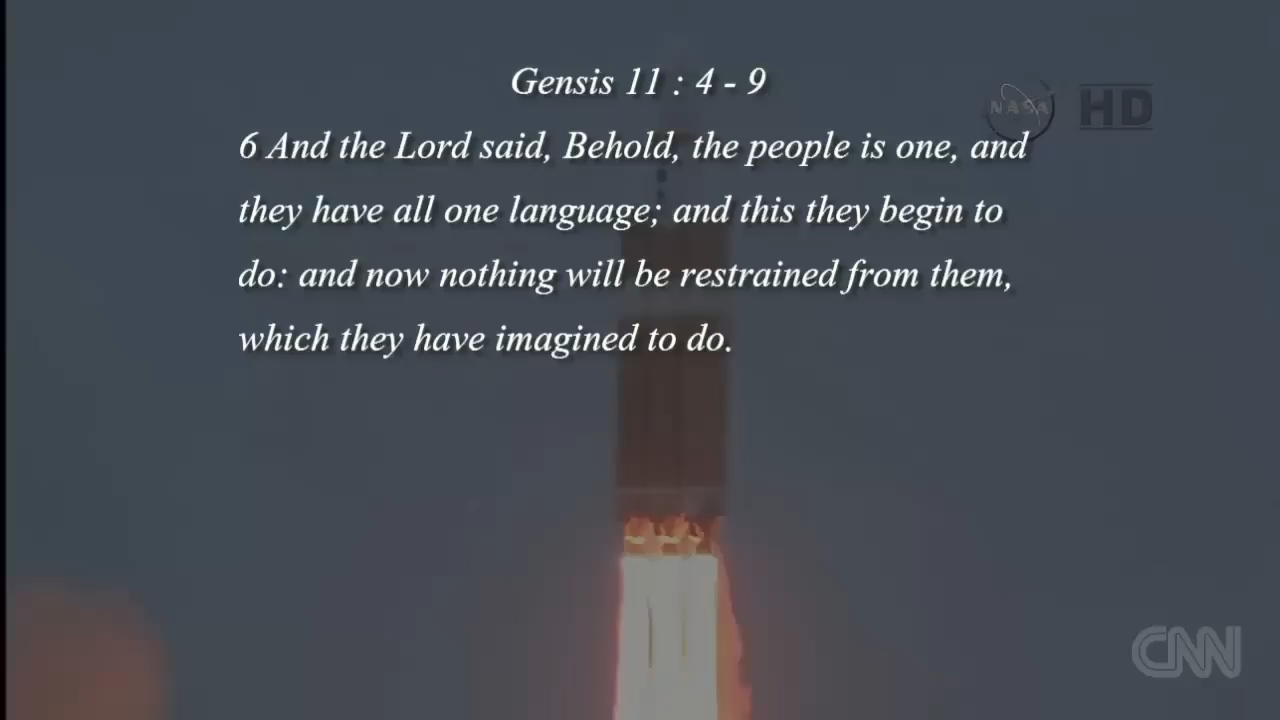 Gensis 11 : 4 - 9
NASA HD
6 And the Lord said, Behold, the people is one, and
they have all one language; and this they begin to
do: and now nothing will be restrained from them,
which they have imagined to do.
CNN